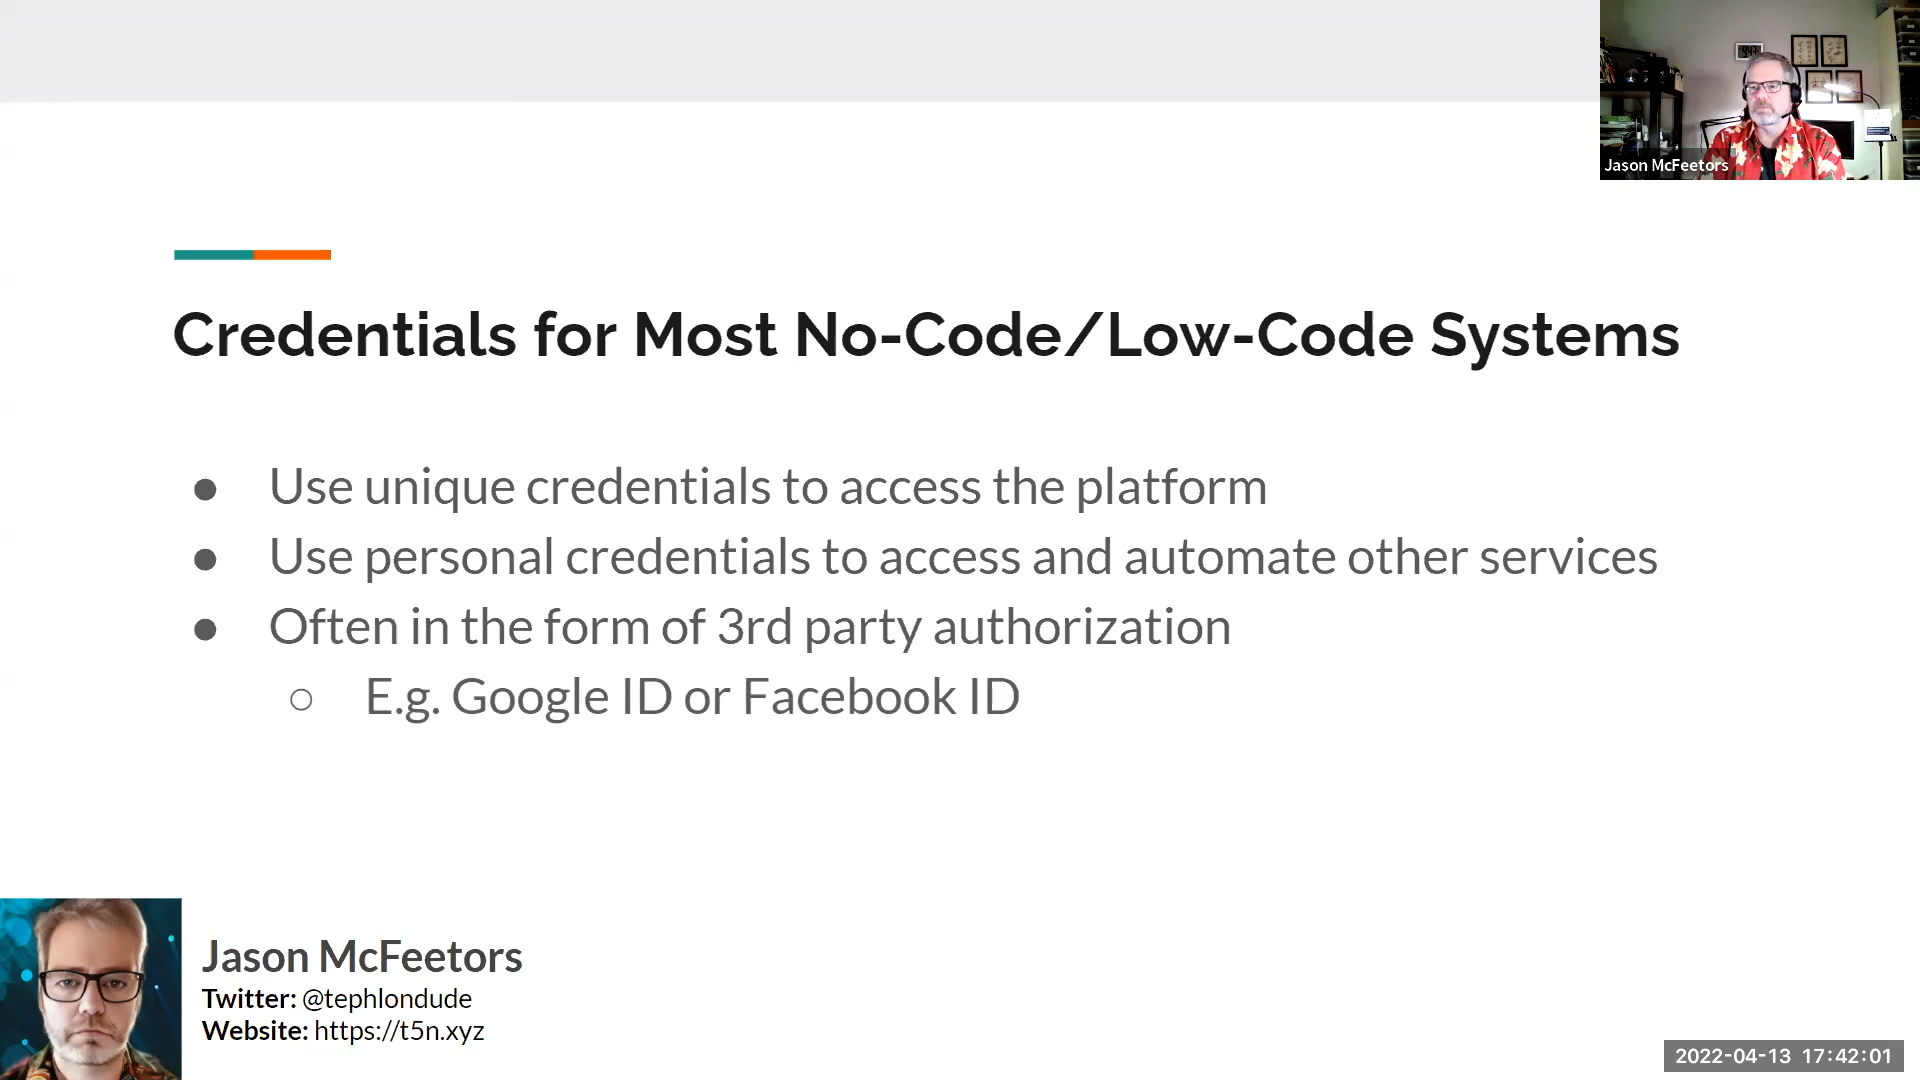 Jason McFeetors
Credentials for Most No-Code/Low-Code Systems
● Use unique credentials to access the platform
● Use personal credentials to access and automate other services
● Often in the form of 3rd party authorization
○ E.g. Google ID or Facebook ID
Jason McFeetors
Twitter: @tephlondude
Website: https://t5n.xyz
2022-04-13 17:42:01